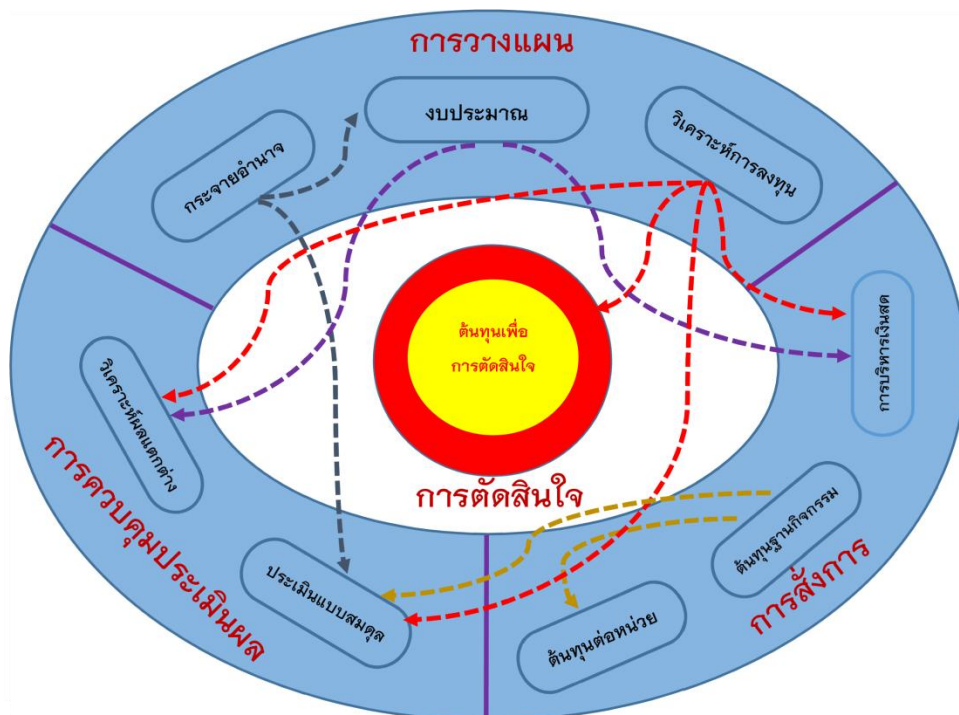 การวางแผน
กระจายอำนาจ
งบประมาณ
วิเคราะห์การลงทุน
ต้นทุนเพื่อ
การตัดสินใจ
การตัดสินใจ
การบริหารเงินสด
วิเคราะห์ผลแตกต่าง
การควบคุมประเมินผล
ประเมินแบบสมดุล
ต้นทุนต่อหน่วย
ต้นทุนฐานกิจกรรม
การสั่งการ